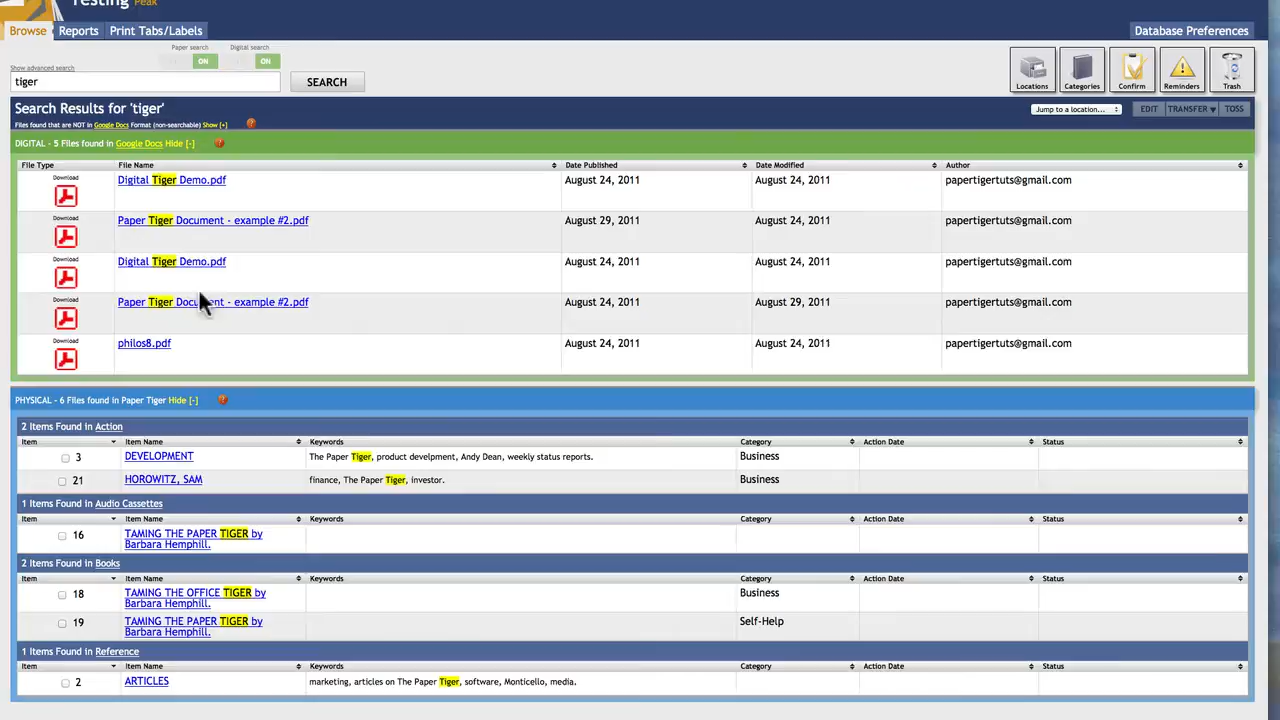 Testing Peak
Browse Reports Print Tabs/Labels Database Preferences
Paper search Digital search
ON ON
Show advanced search
tiger SEARCH
Locations Categories Confirm Reminders Trash
Search Results for 'tiger'
Jump to a location... EDIT TRANSFER TOSS
Files found that are NOT in Google Docs Format (non-searchable) Show [+]
DIGITAL - 5 Files found in Google Docs Hide [-]
File Type File Name Date Published Date Modified Author
Download Digital Tiger Demo.pdf August 24, 2011 August 24, 2011 papertigertuts@gmail.com
Download Paper Tiger Document - example #2.pdf August 29, 2011 August 24, 2011 papertigertuts@gmail.com
Download Digital Tiger Demo.pdf August 24, 2011 August 24, 2011 papertigertuts@gmail.com
Download Paper Tiger Document - example #2.pdf August 24, 2011 August 29, 2011 papertigertuts@gmail.com
Download philos8.pdf August 24, 2011 August 24, 2011 papertigertuts@gmail.com
PHYSICAL - 6 Files found in Paper Tiger Hide [-]
2 Items Found in Action
Item Item Name Keywords Category Action Date Status
3 DEVELOPMENT The Paper Tiger, product develpment, Andy Dean, weekly status reports. Business
21 HOROWITZ, SAM finance, The Paper Tiger, investor. Business
1 Items Found in Audio Cassettes
Item Item Name Keywords Category Action Date Status
16 TAMING THE PAPER TIGER by
Barbara Hemphill.
2 Items Found in Books
Item Item Name Keywords Category Action Date Status
18 TAMING THE OFFICE TIGER by Business
Barbara Hemphill.
19 TAMING THE PAPER TIGER by Self-Help
Barbara Hemphill.
1 Items Found in Reference
Item Item Name Keywords Category Action Date Status
2 ARTICLES marketing, articles on The Paper Tiger, software, Monticello, media.